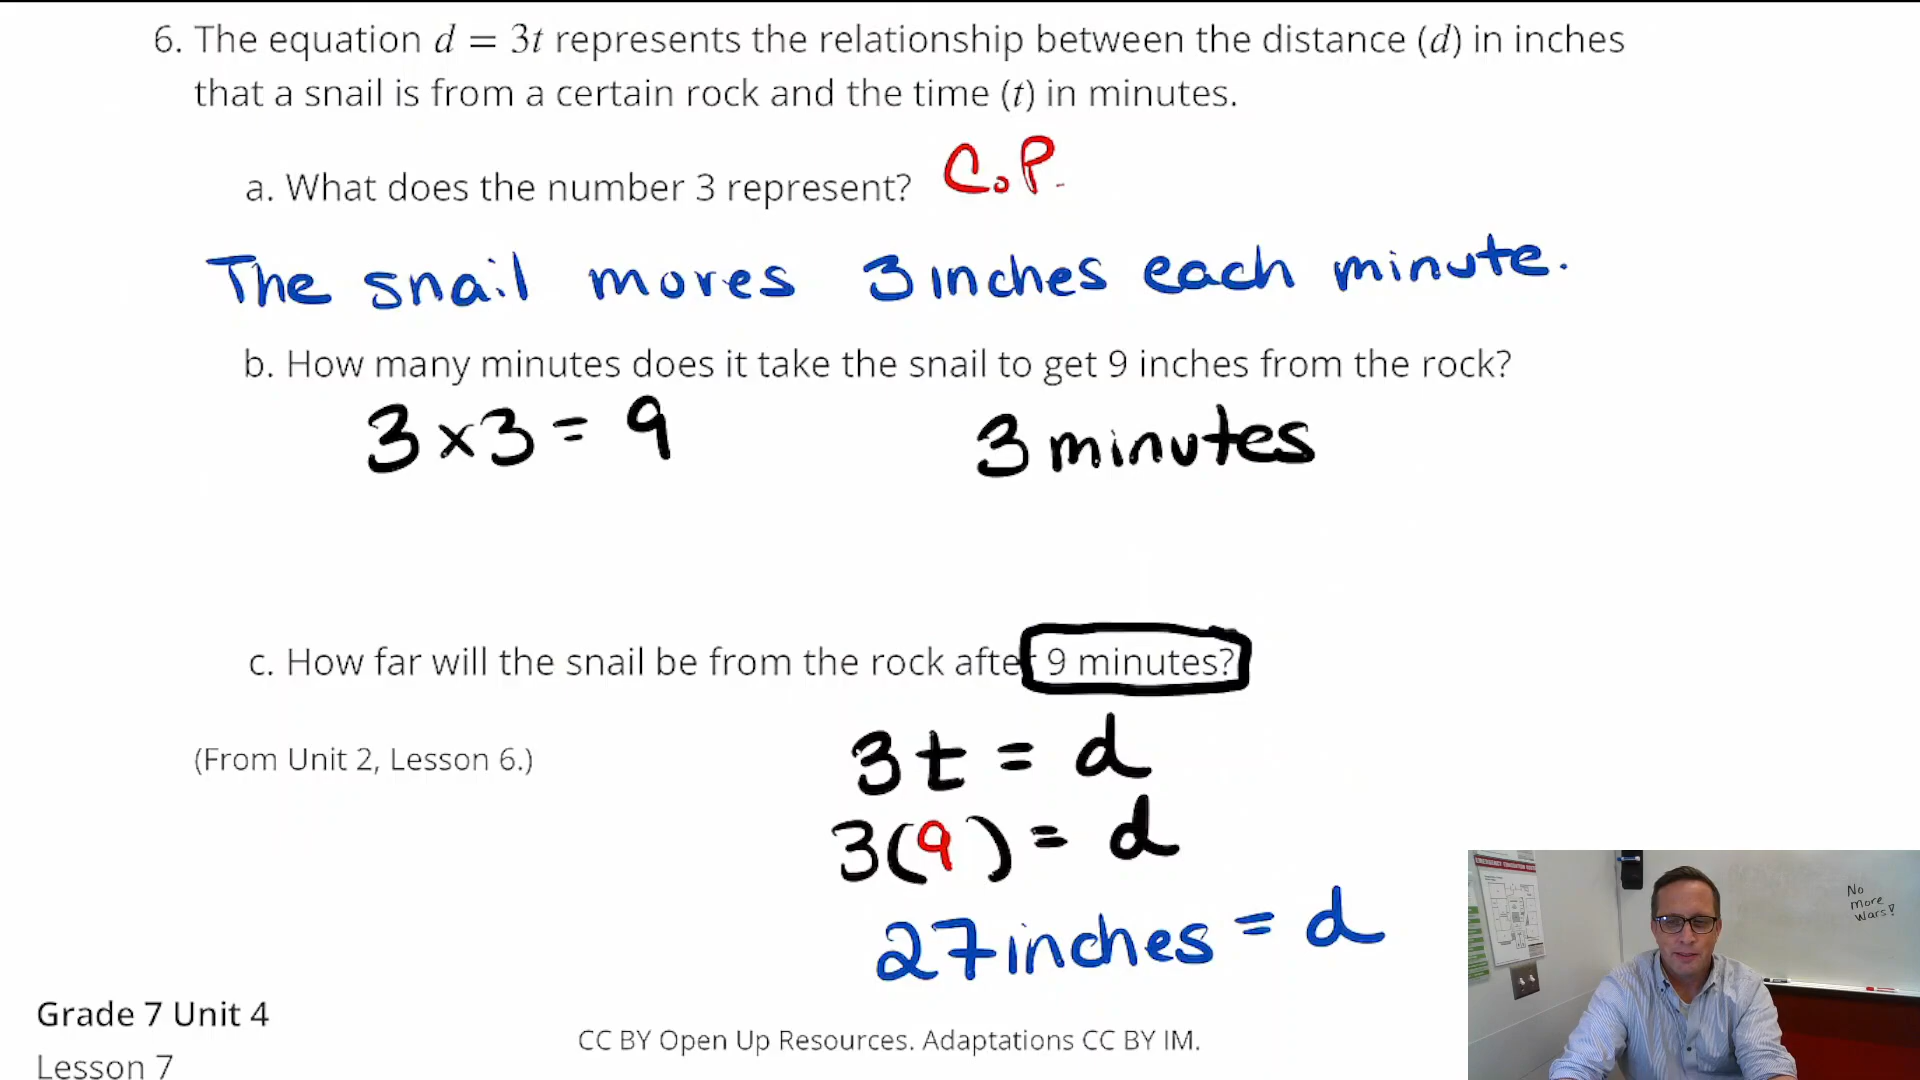 6. The equation d = 3t represents the relationship between the distance (d) in inches
that a snail is from a certain rock and the time (t) in minutes.
a. What does the number 3 represent? C.P.
The snail moves 3 inches each minute.
b. How many minutes does it take the snail to get 9 inches from the rock?
3 x 3 = 9 3 minutes
c. How far will the snail be from the rock after 9 minutes?
(From Unit 2, Lesson 6.)
3t = d
3(9) = d
27 inches = d
No
more
wars!
Grade 7 Unit 4
Lesson 7
CC BY Open Up Resources. Adaptations CC BY IM.